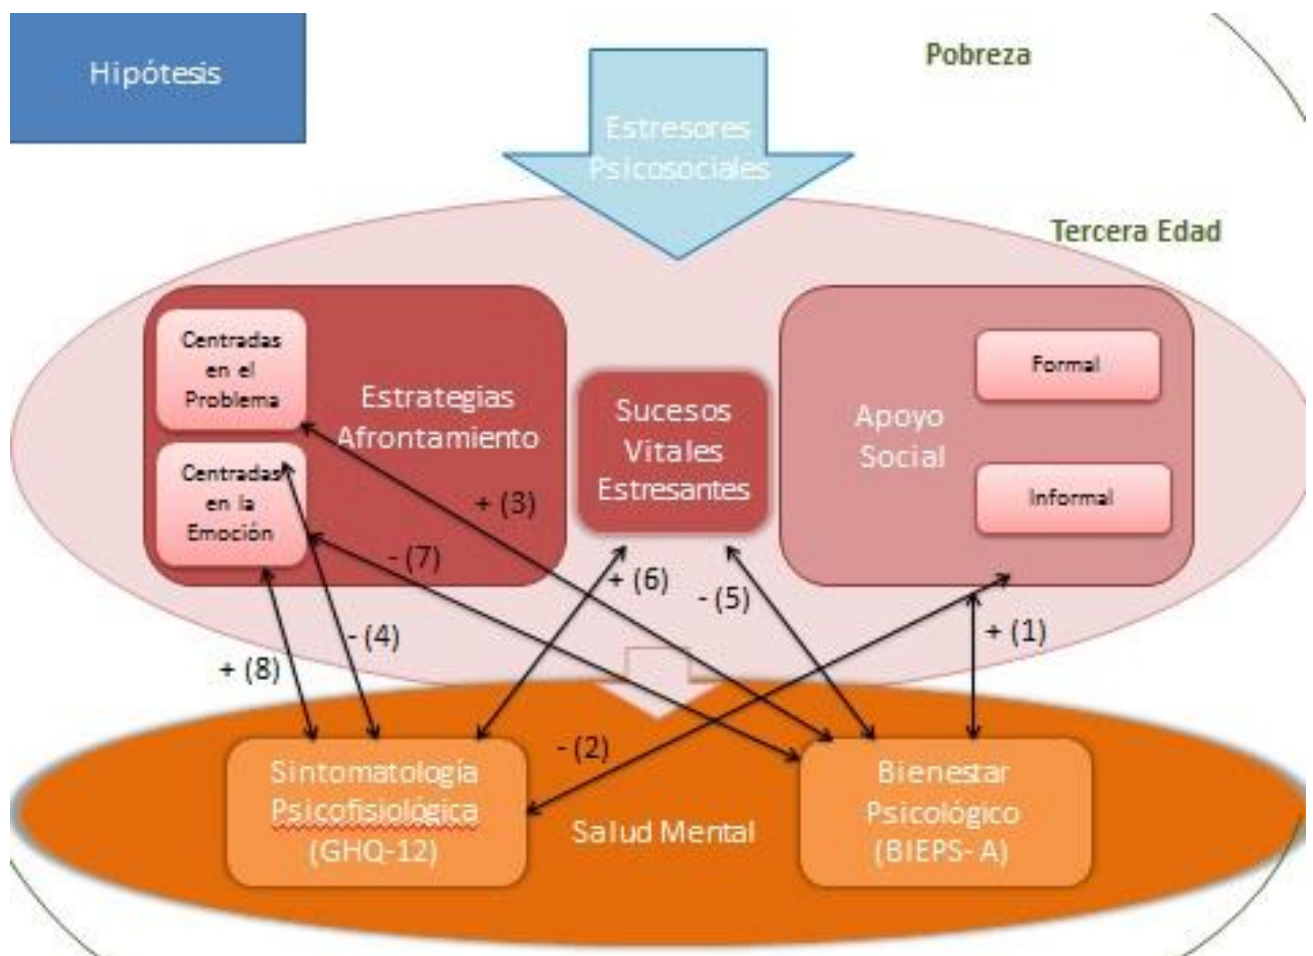 Hipótesis
Pobreza
Estresores
Psicosociales
Tercera Edad
Centradas
en el
Problema
Estrategias
Afrontamiento
Centradas
en la
Emoción
Sucesos
Vitales
Estresantes
Apoyo
Social
Formal
Informal
+ (3)
- (7)
+ (6)
- (5)
- (4)
+ (1)
+ (8)
- (2)
Sintomatología
Psicofisiológica
(GHQ-12)
Salud Mental
Bienestar
Psicológico
(BIEPS- A)